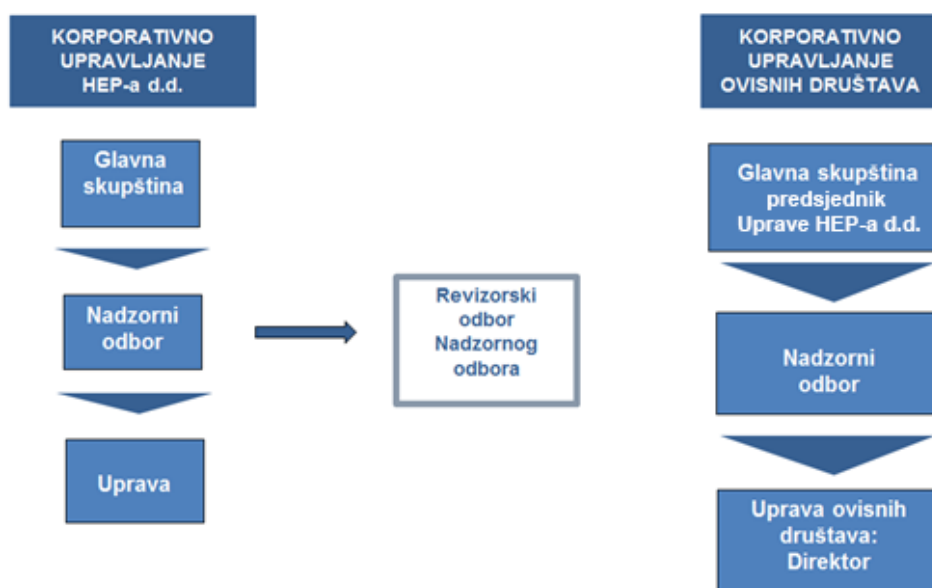 KORPORATIVNO
UPRAVLJANJE
HEP-a d.d.
Glavna
skupština
Nadzorni
odbor
Uprava
Revizorski
odbor
Nadzornog
odbora
KORPORATIVNO
UPRAVLJANJE
OVISNIH DRUŠTAVA
Glavna skupština
predsjednik
Uprave HEP-a d.d.
Nadzorni
odbor
Uprava ovisnih
društava:
Direktor